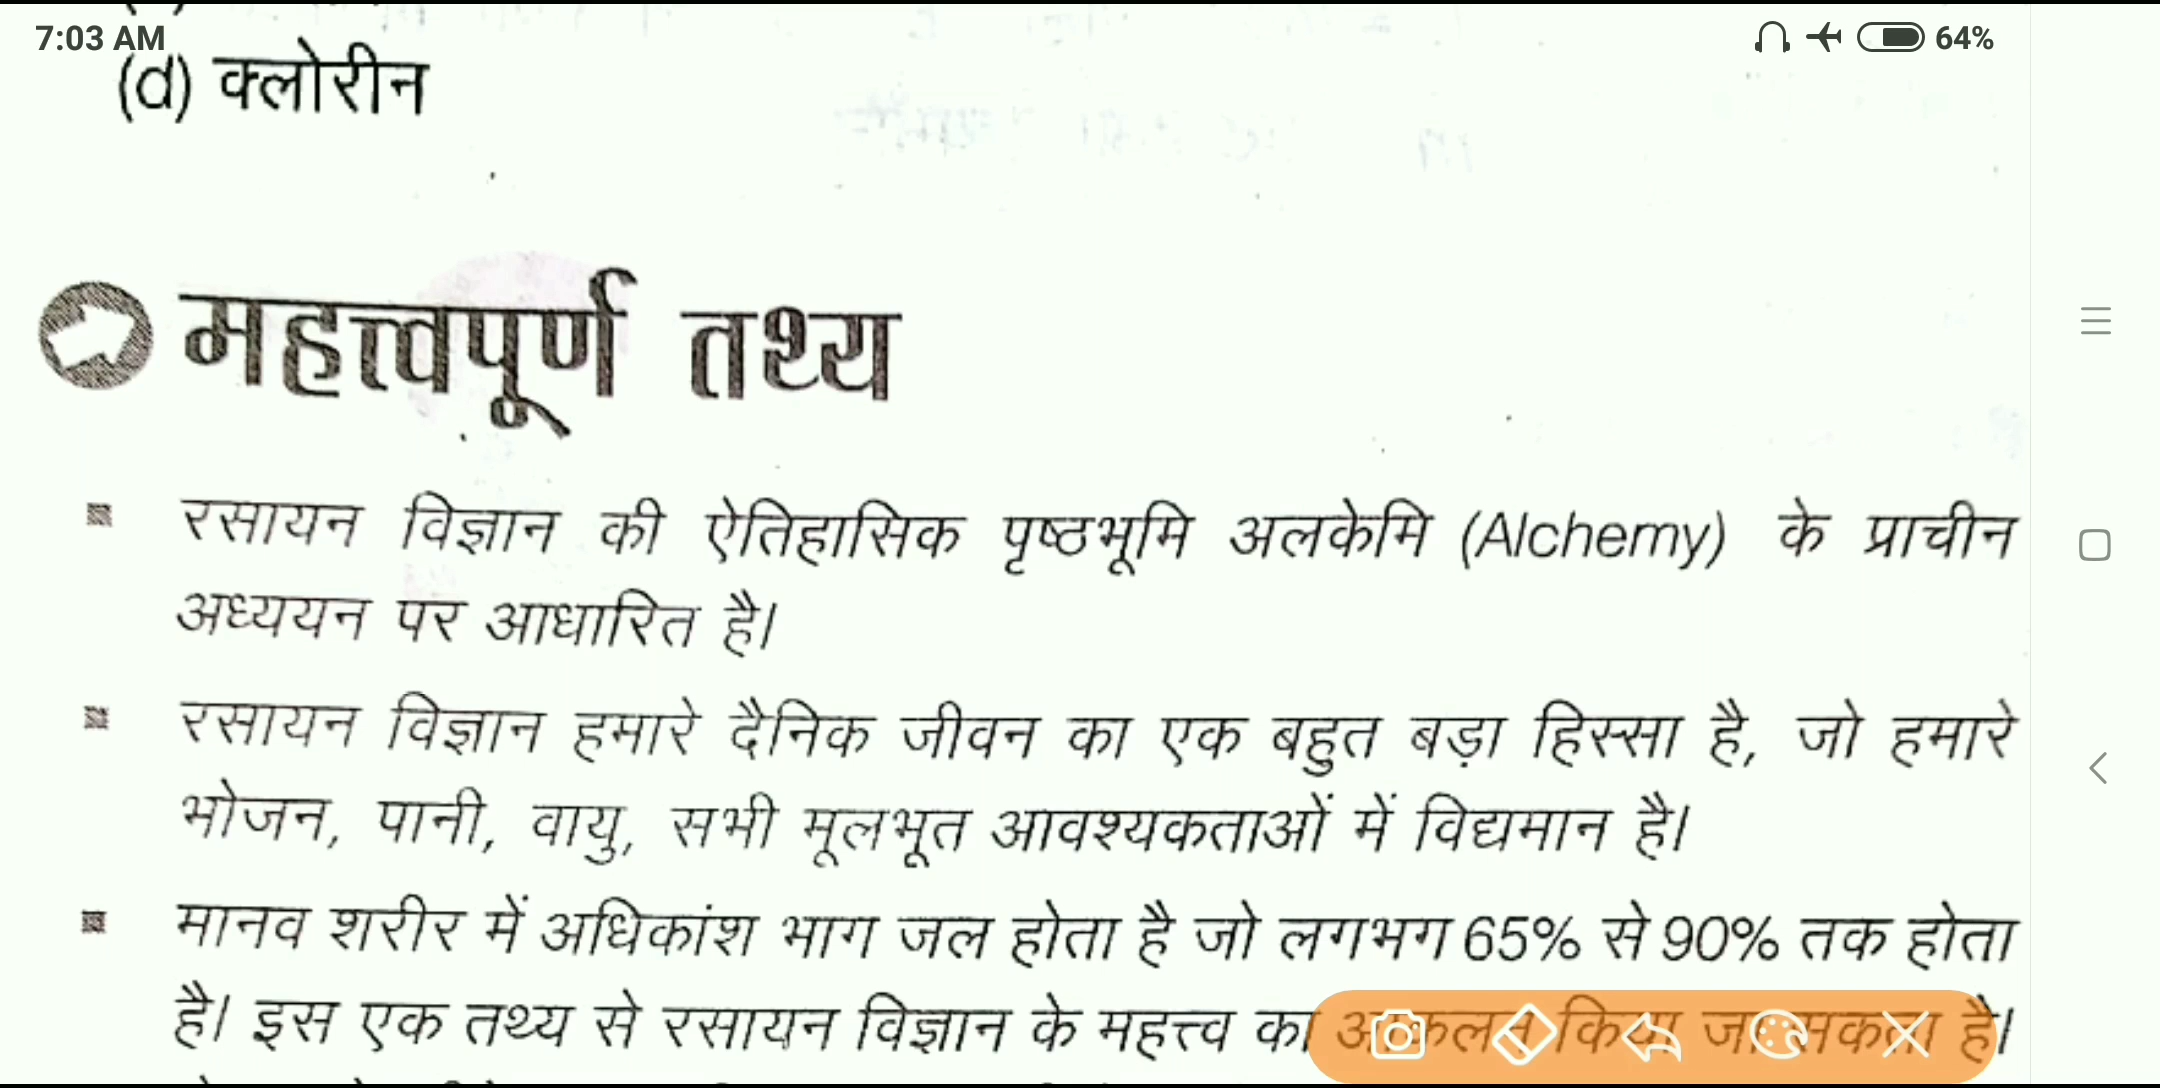 7:03 AM
64%
(d) क्लोरीन
महत्त्वपूर्ण तथ्य
रसायन विज्ञान की ऐतिहासिक पृष्ठभूमि अलकेमि (Alchemy) के प्राचीन
अध्ययन पर आधारित है।
रसायन विज्ञान हमारे दैनिक जीवन का एक बहुत बड़ा हिस्सा है, जो हमारे
भोजन, पानी, वायु, सभी मूलभूत आवश्यकताओं में विद्यमान है।
मानव शरीर में अधिकांश भाग जल होता है जो लगभग 65% से 90% तक होता
है। इस एक तथ्य से रसायन विज्ञान के महत्त्व का आकलन किया जा सकता है।